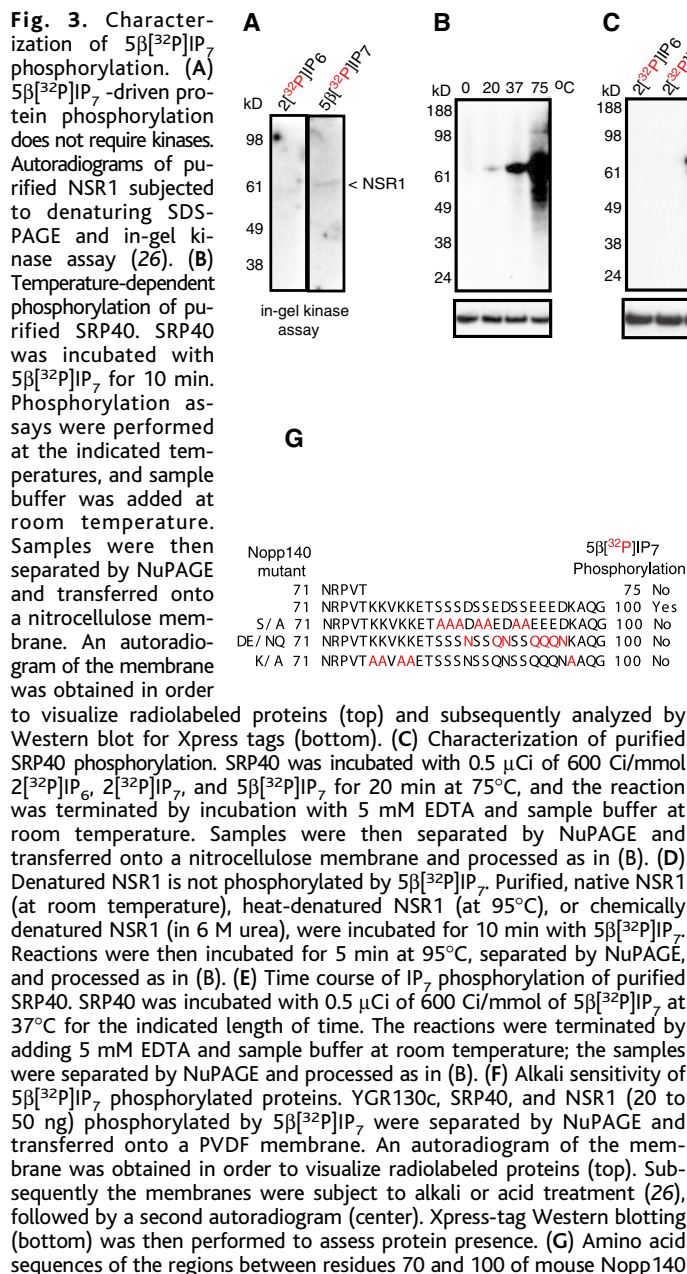 Fig. 3. Character-
ization of 5β[³²P]IP₇
phosphorylation. (A)
5β[³²P]IP₇ -driven pro-
tein phosphorylation
does not require kinases.
Autoradiograms of pu-
rified NSR1 subjected
to denaturing SDS-
PAGE and in-gel ki-
nase assay (26). (B)
Temperature-dependent
phosphorylation of pu-
rified SRP40. SRP40
was incubated with
5β[³²P]IP₇ for 10 min.
Phosphorylation as-
says were performed
at the indicated tem-
peratures, and sample
buffer was added at
room temperature.
Samples were then
separated by NuPAGE
and transferred onto
a nitrocellulose mem-
brane. An autoradio-
gram of the membrane
was obtained in order
to visualize radiolabeled proteins (top) and subsequently analyzed by
Western blot for Xpress tags (bottom). (C) Characterization of purified
SRP40 phosphorylation. SRP40 was incubated with 0.5 μCi of 600 Ci/mmol
2[³²P]IP₆, 2[³²P]IP₇, and 5β[³²P]IP₇ for 20 min at 75°C, and the reaction
was terminated by incubation with 5 mM EDTA and sample buffer at
room temperature. Samples were then separated by NuPAGE and
transferred onto a nitrocellulose membrane and processed as in (B). (D)
Denatured NSR1 is not phosphorylated by 5β[³²P]IP₇. Purified, native NSR1
(at room temperature), heat-denatured NSR1 (at 95°C), or chemically
denatured NSR1 (in 6 M urea), were incubated for 10 min with 5β[³²P]IP₇.
Reactions were then incubated for 5 min at 95°C, separated by NuPAGE,
and processed as in (B). (E) Time course of IP₇ phosphorylation of purified
SRP40. SRP40 was incubated with 0.5 μCi of 600 Ci/mmol of 5β[³²P]IP₇ at
37°C for the indicated length of time. The reactions were terminated by
adding 5 mM EDTA and sample buffer at room temperature; the samples
were separated by NuPAGE and processed as in (B). (F) Alkali sensitivity of
5β[³²P]IP₇ phosphorylated proteins. YGR130c, SRP40, and NSR1 (20 to
50 ng) phosphorylated by 5β[³²P]IP₇ were separated by NuPAGE and
transferred onto a PVDF membrane. An autoradiogram of the mem-
brane was obtained in order to visualize radiolabeled proteins (top). Sub-
sequently the membranes were subject to alkali or acid treatment (26),
followed by a second autoradiogram (center). Xpress-tag Western blotting
(bottom) was then performed to assess protein presence. (G) Amino acid
sequences of the regions between residues 70 and 100 of mouse Nopp140
A
2[³²P]IP6
5β[³²P]IP7
kD
98
61
49
38
< NSR1
in-gel kinase
assay
B
kD 0 20 37 75 °C
188
98
61
49
38
24
C
2[³²P]IP6
kD
188
98
61
49
38
24
G
Nopp140
mutant
5β[³²P]IP7
Phosphorylation
71 NRPVT 75 No
71 NRPVTKKVKKETSSSDSSEDSSEEEDKAQG 100 Yes
S/A 71 NRPVTKKVKKETAAADAAEDAAEEEDKAQG 100 No
DE/NQ 71 NRPVTKKVKKETSSSNSSQNSSQQQNKAQG 100 No
K/A 71 NRPVTAAVAAETSSSNSSQNSSQQQNAAQG 100 No